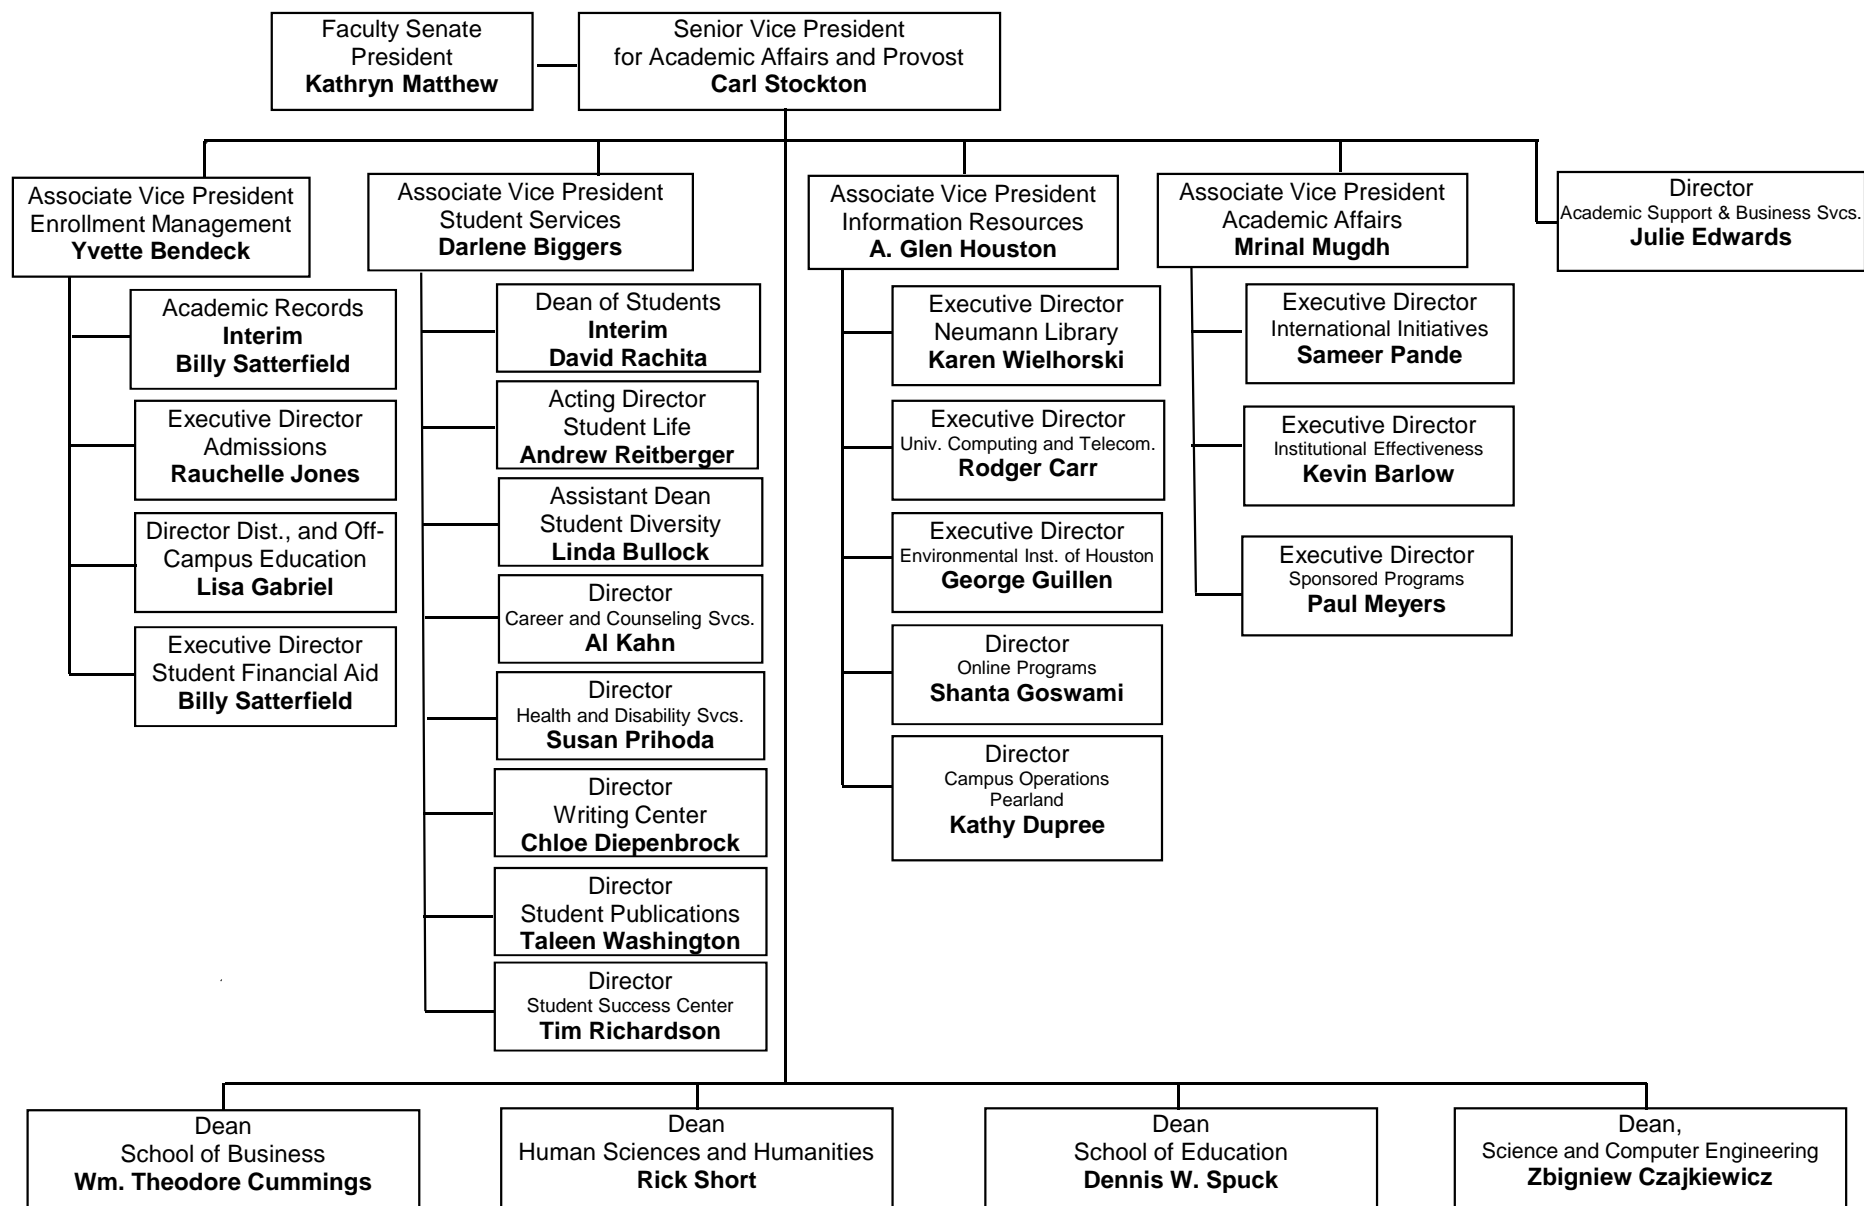 Faculty Senate
President
Kathryn Matthew
Senior Vice President
for Academic Affairs and Provost
Carl Stockton
Associate Vice President
Enrollment Management
Yvette Bendeck
Associate Vice President
Student Services
Darlene Biggers
Associate Vice President
Information Resources
A. Glen Houston
Associate Vice President
Academic Affairs
Mrinal Mugdh
Director
Academic Support & Business Svcs.
Julie Edwards
Academic Records
Interim
Billy Satterfield
Executive Director
Admissions
Rauchelle Jones
Director Dist., and Off-
Campus Education
Lisa Gabriel
Executive Director
Student Financial Aid
Billy Satterfield
Dean of Students
Interim
David Rachita
Acting Director
Student Life
Andrew Reitberger
Assistant Dean
Student Diversity
Linda Bullock
Director
Career and Counseling Svcs.
Al Kahn
Director
Health and Disability Svcs.
Susan Prihoda
Director
Writing Center
Chloe Diepenbrock
Director
Student Publications
Taleen Washington
Director
Student Success Center
Tim Richardson
Executive Director
Neumann Library
Karen Wielhorski
Executive Director
Univ. Computing and Telecom.
Rodger Carr
Executive Director
Environmental Inst. of Houston
George Guillen
Director
Online Programs
Shanta Goswami
Director
Campus Operations
Pearland
Kathy Dupree
Executive Director
International Initiatives
Sameer Pande
Executive Director
Institutional Effectiveness
Kevin Barlow
Executive Director
Sponsored Programs
Paul Meyers
Dean
School of Business
Wm. Theodore Cummings
Dean
Human Sciences and Humanities
Rick Short
Dean
School of Education
Dennis W. Spuck
Dean,
Science and Computer Engineering
Zbigniew Czajkiewicz